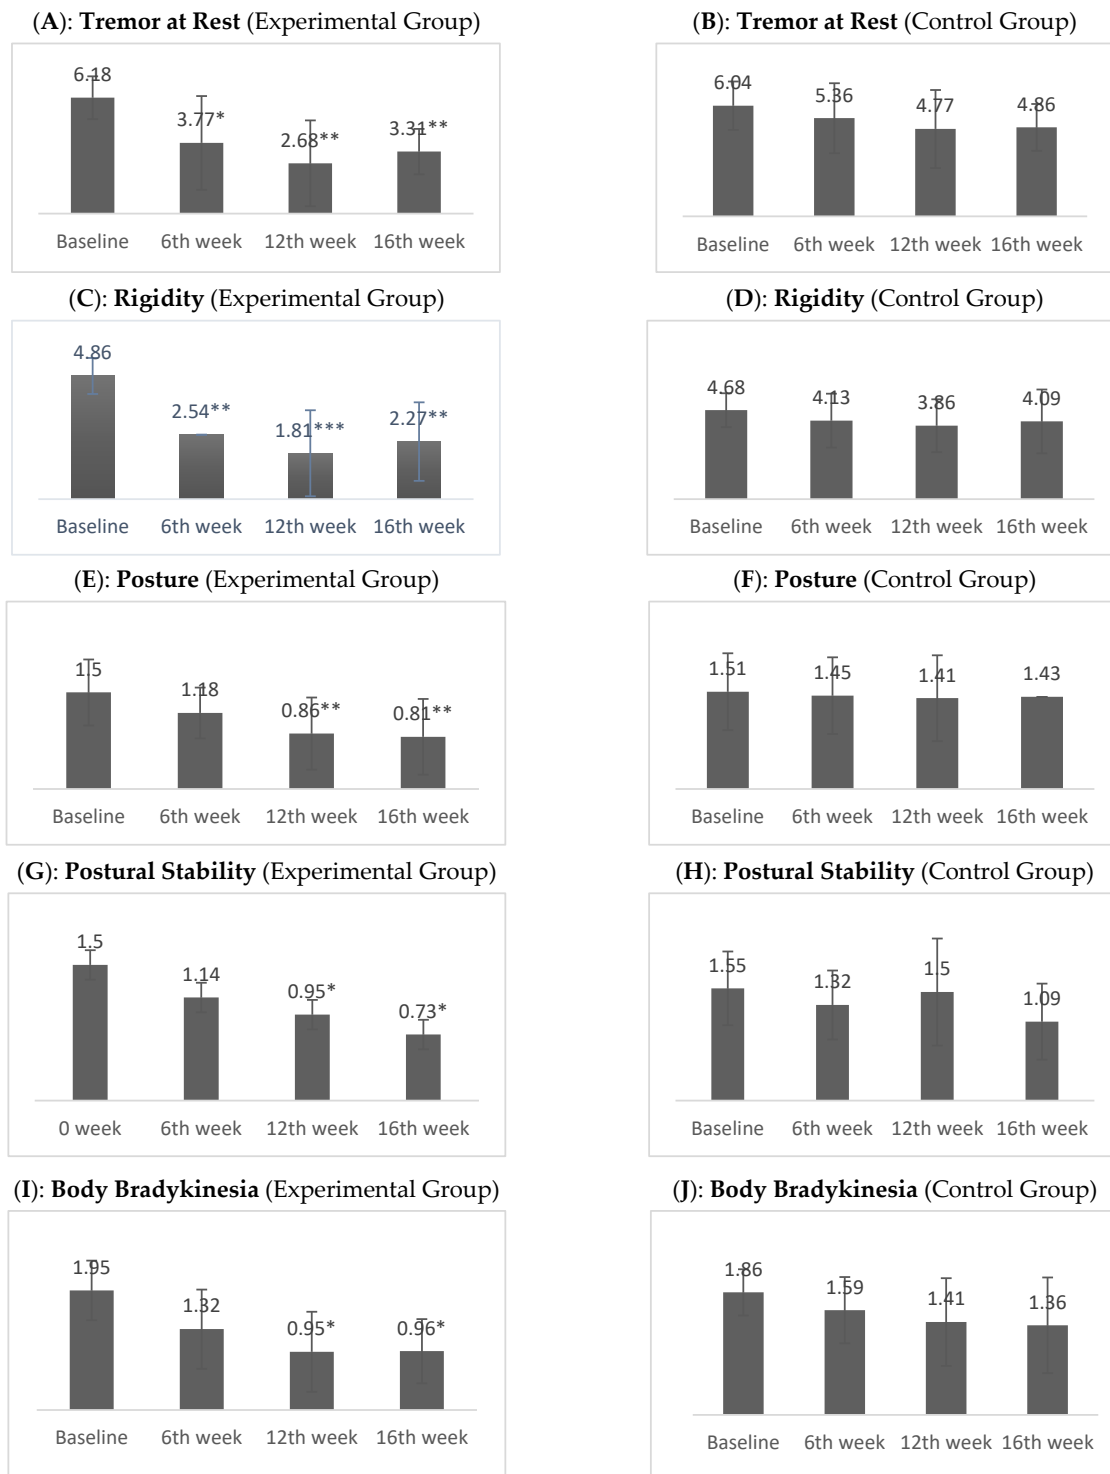 (A): Tremor at Rest (Experimental Group)
6.18
3.77*
2.68**
3.31**
Baseline 6th week 12th week 16th week
(B): Tremor at Rest (Control Group)
6.04
5.36
4.77
4.86
Baseline 6th week 12th week 16th week
(C): Rigidity (Experimental Group)
4.86
2.54**
1.81***
2.27**
Baseline 6th week 12th week 16th week
(D): Rigidity (Control Group)
4.68
4.13
3.86
4.09
Baseline 6th week 12th week 16th week
(E): Posture (Experimental Group)
1.5
1.18
0.86**
0.81**
Baseline 6th week 12th week 16th week
(F): Posture (Control Group)
1.51
1.45
1.41
1.43
Baseline 6th week 12th week 16th week
(G): Postural Stability (Experimental Group)
1.5
1.14
0.95*
0.73*
0 week 6th week 12th week 16th week
(H): Postural Stability (Control Group)
1.55
1.32
1.5
1.09
Baseline 6th week 12th week 16th week
(I): Body Bradykinesia (Experimental Group)
1.95
1.32
0.95*
0.96*
Baseline 6th week 12th week 16th week
(J): Body Bradykinesia (Control Group)
1.86
1.59
1.41
1.36
Baseline 6th week 12th week 16th week